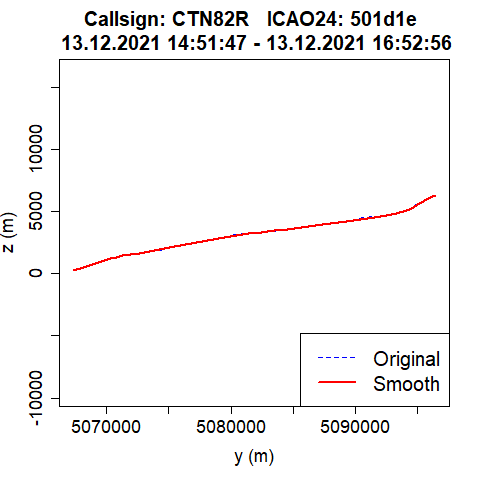 Callsign: CTN82R   ICAO24: 501d1e
13.12.2021 14:51:47 - 13.12.2021 16:52:56
z (m)
10000
5000
0
-10000
Original
Smooth
5070000
5080000
5090000
y (m)